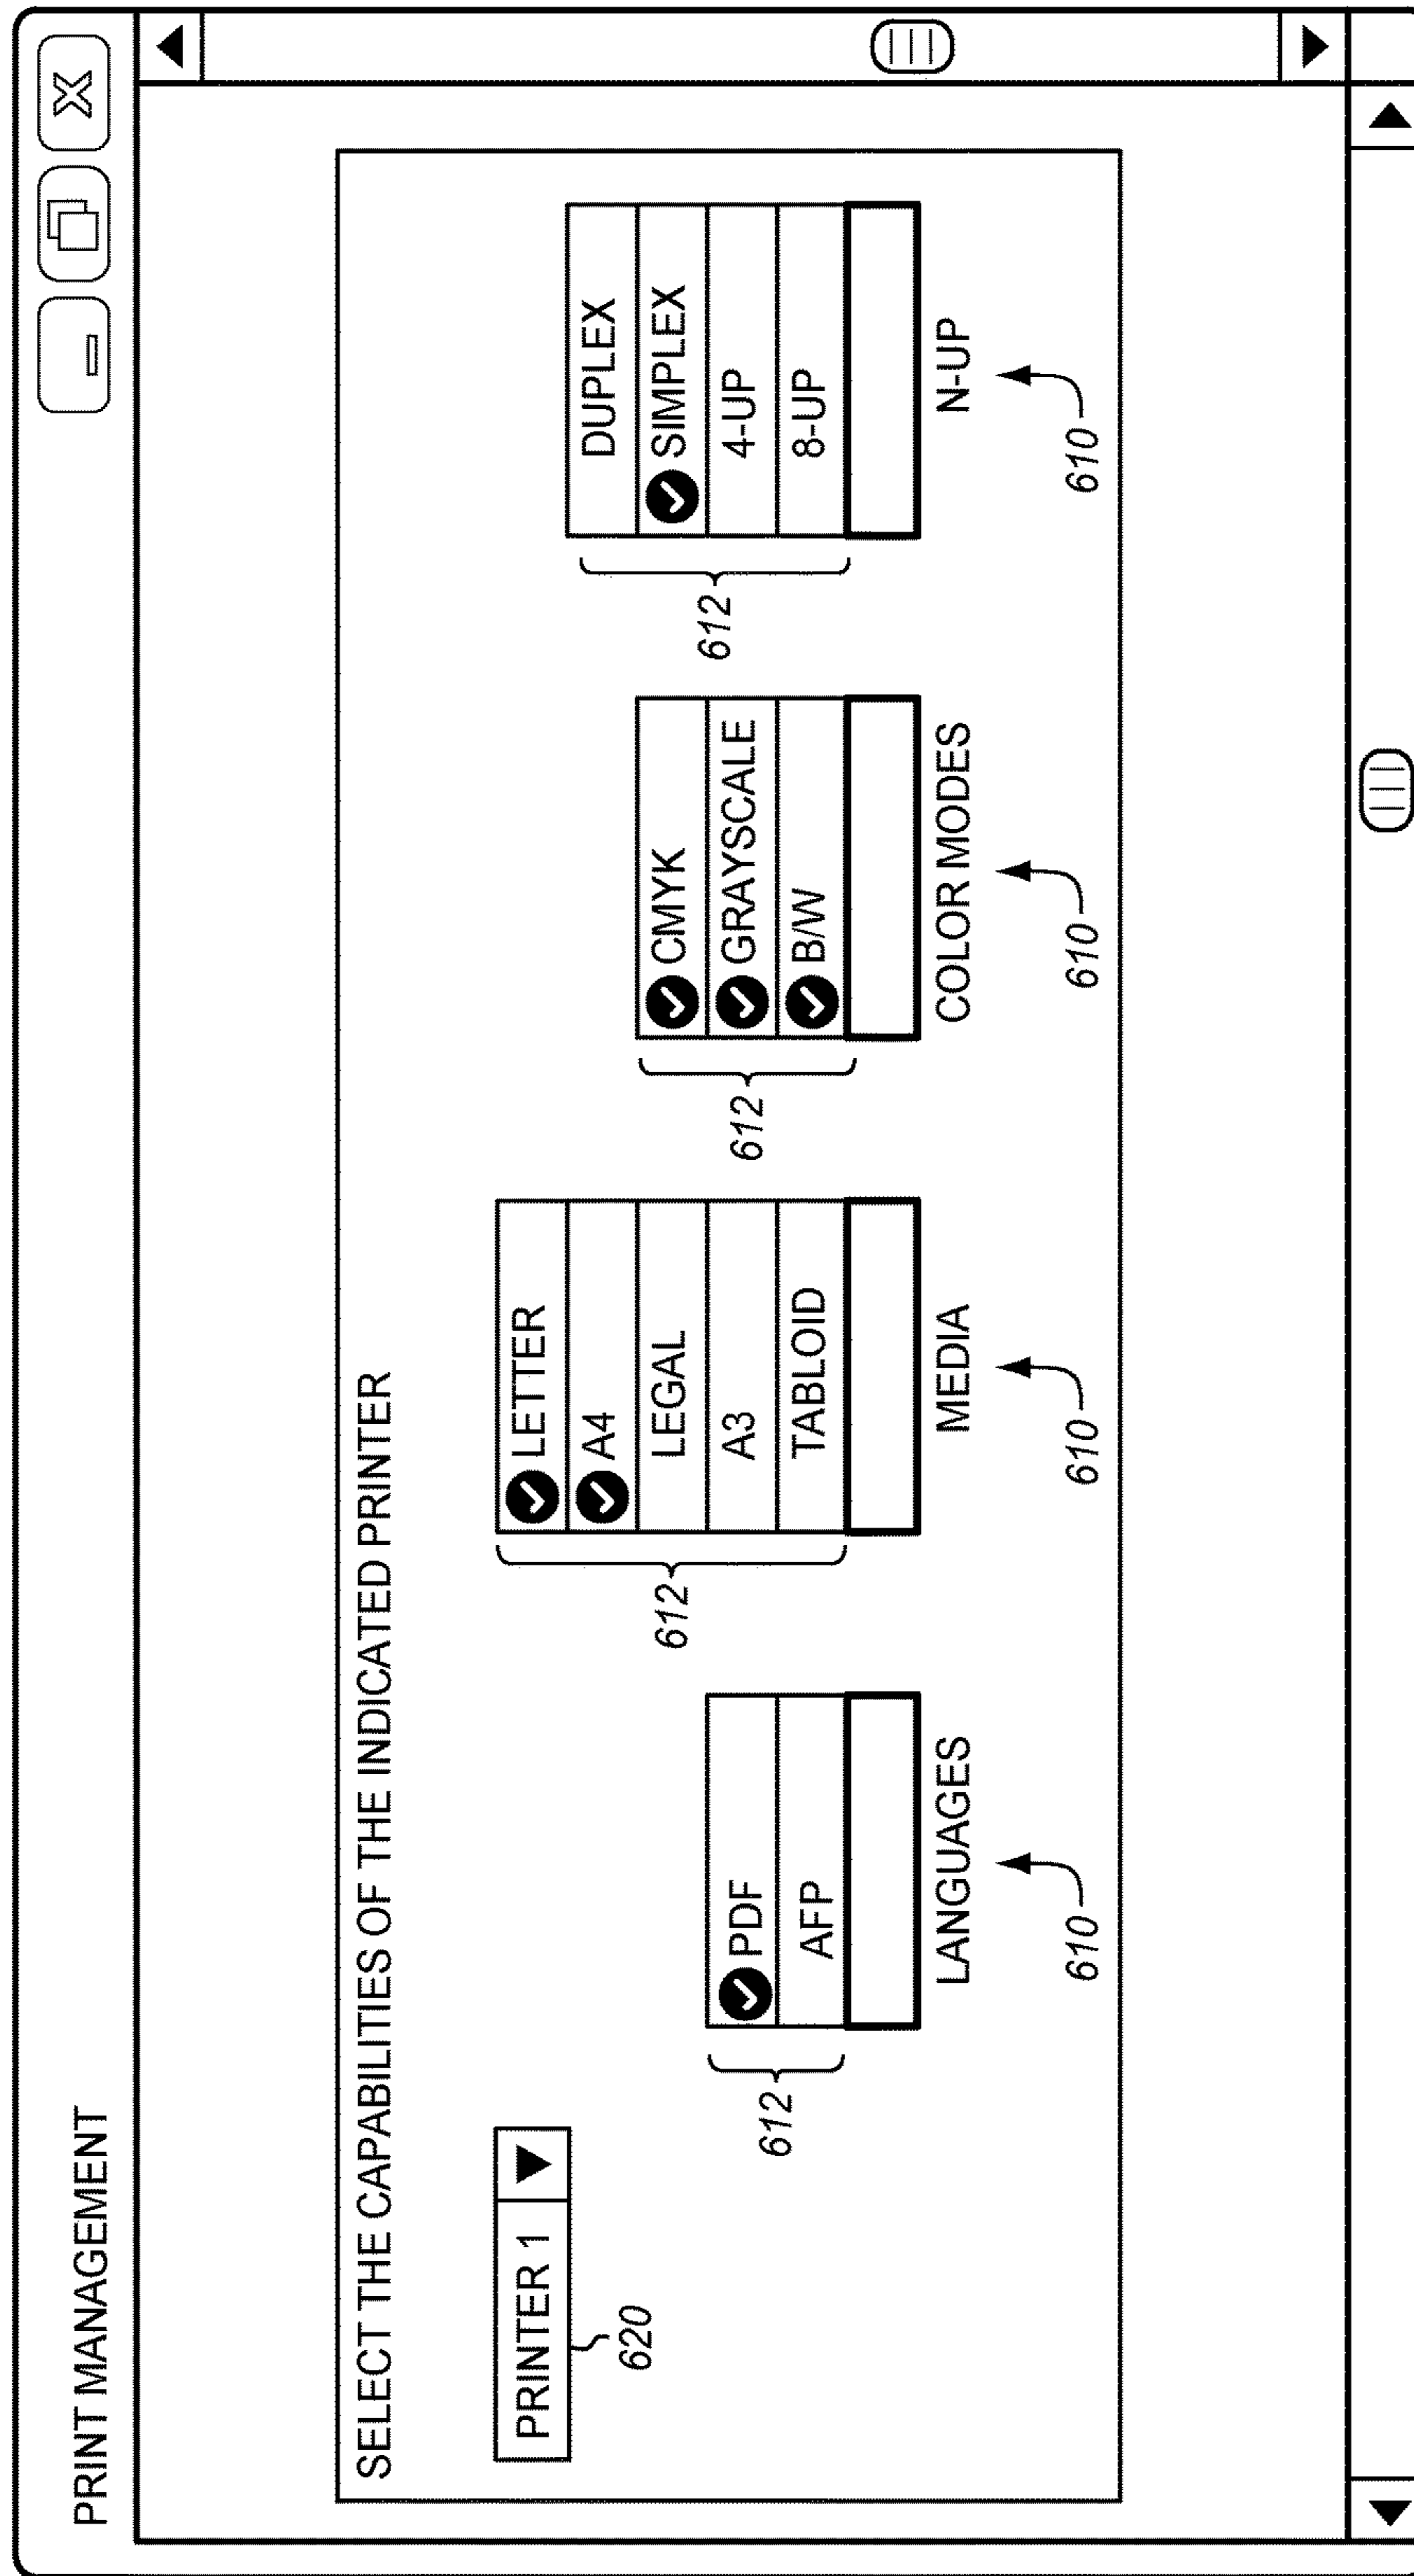 PRINT MANAGEMENT
X
SELECT THE CAPABILITIES OF THE INDICATED PRINTER
PRINTER 1
620
612
PDF
AFP
LANGUAGES
610
612
LETTER
A4
LEGAL
A3
TABLOID
MEDIA
610
612
CMYK
GRAYSCALE
B/W
COLOR MODES
610
612
DUPLEX
SIMPLEX
4-UP
8-UP
N-UP
610